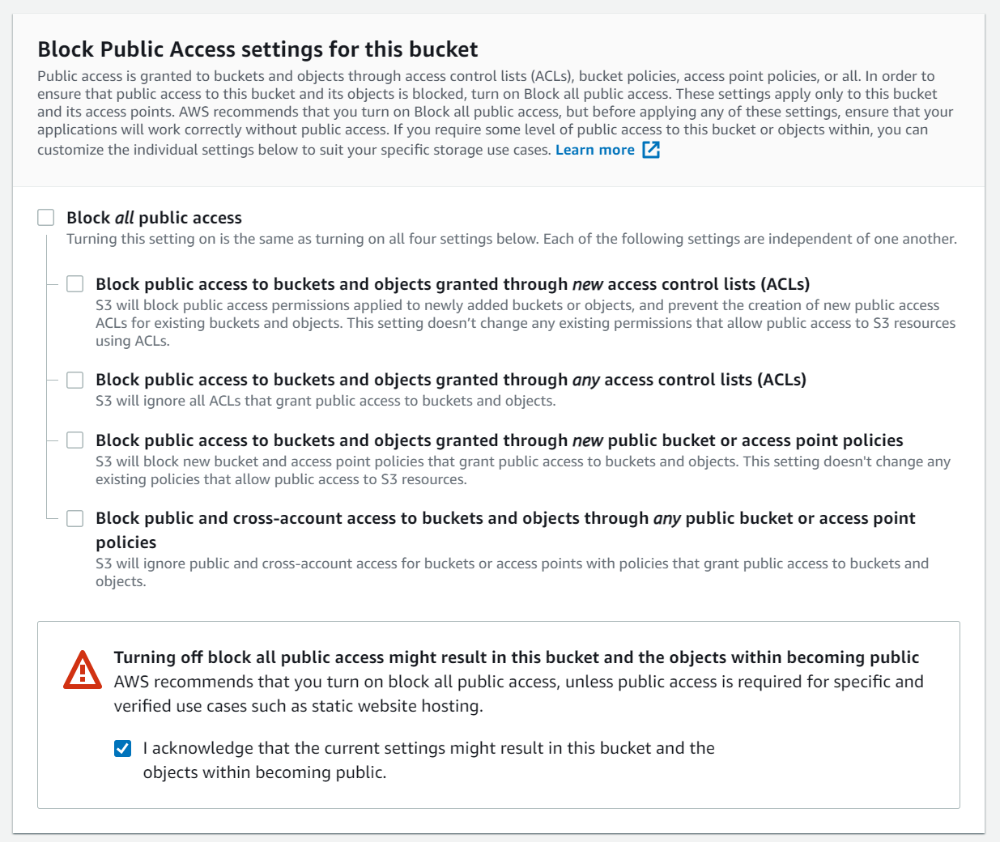 Block Public Access settings for this bucket
Public access is granted to buckets and objects through access control lists (ACLs), bucket policies, access point policies, or all. In order to
ensure that public access to this bucket and its objects is blocked, turn on Block all public access. These settings apply only to this bucket
and its access points. AWS recommends that you turn on Block all public access, but before applying any of these settings, ensure that your
applications will work correctly without public access. If you require some level of public access to this bucket or objects within, you can
customize the individual settings below to suit your specific storage use cases. Learn more
Block all public access
Turning this setting on is the same as turning on all four settings below. Each of the following settings are independent of one another.
Block public access to buckets and objects granted through new access control lists (ACLs)
S3 will block public access permissions applied to newly added buckets or objects, and prevent the creation of new public access
ACLs for existing buckets and objects. This setting doesn’t change any existing permissions that allow public access to S3 resources
using ACLs.
Block public access to buckets and objects granted through any access control lists (ACLs)
S3 will ignore all ACLs that grant public access to buckets and objects.
Block public access to buckets and objects granted through new public bucket or access point policies
S3 will block new bucket and access point policies that grant public access to buckets and objects. This setting doesn't change any
existing policies that allow public access to S3 resources.
Block public and cross-account access to buckets and objects through any public bucket or access point
policies
S3 will ignore public and cross-account access for buckets or access points with policies that grant public access to buckets and
objects.
Turning off block all public access might result in this bucket and the objects within becoming public
AWS recommends that you turn on block all public access, unless public access is required for specific and
verified use cases such as static website hosting.
I acknowledge that the current settings might result in this bucket and the
objects within becoming public.